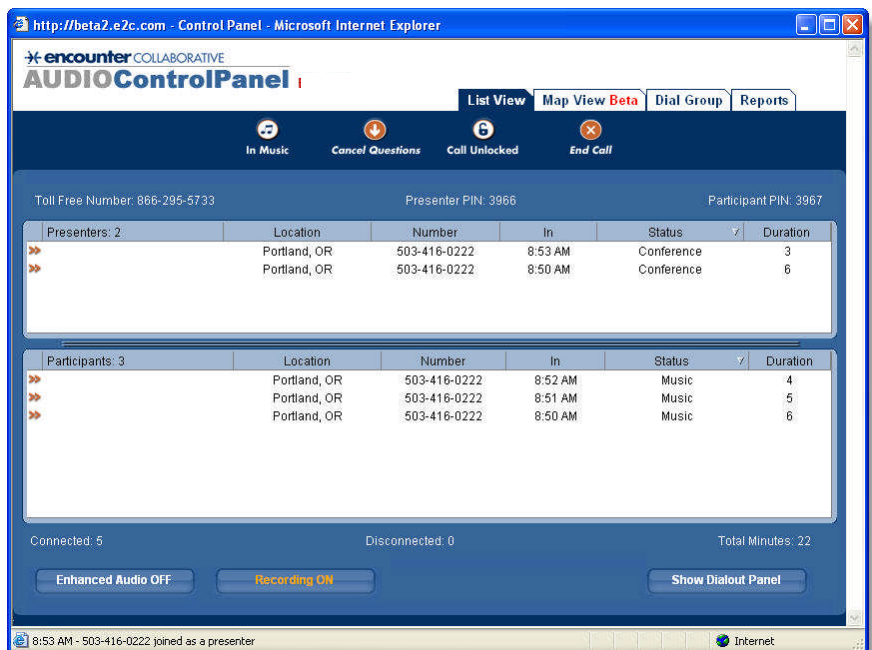 http://beta2.e2c.com - Control Panel - Microsoft Internet Explorer
encounter COLLABORATIVE
AUDIOControlPanel
List View Map View Beta Dial Group Reports
In Music Cancel Questions Call Unlocked End Call
Toll Free Number: 866-295-5733 Presenter PIN: 3966 Participant PIN: 3967
Presenters: 2 Location Number In Status Duration
Portland, OR 503-416-0222 8:53 AM Conference 3
Portland, OR 503-416-0222 8:50 AM Conference 6
Participants: 3 Location Number In Status Duration
Portland, OR 503-416-0222 8:52 AM Music 4
Portland, OR 503-416-0222 8:51 AM Music 5
Portland, OR 503-416-0222 8:50 AM Music 6
Connected: 5 Disconnected: 0 Total Minutes: 22
Enhanced Audio OFF Recording ON Show Dialout Panel
8:53 AM - 503-416-0222 joined as a presenter Internet